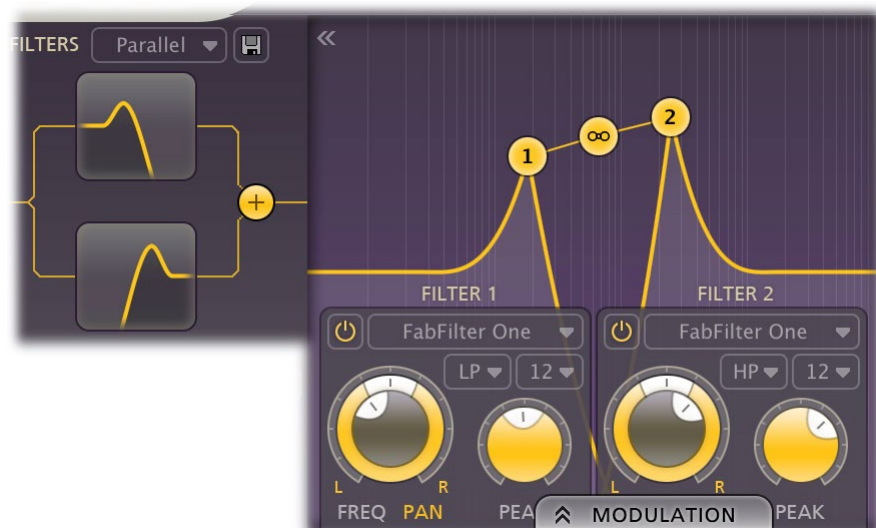 FILTERS Parallel
1
2
+
FILTER 1
FILTER 2
FabFilter One
FabFilter One
LP 12
HP 12
L R
L R
FREQ PAN
PEAK
MODULATION